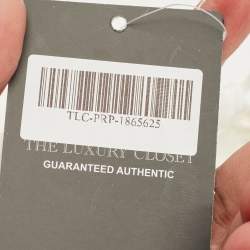 TLC-PRP-1865625
THE LUXURY CLOSET
GUARANTEED AUTHENTIC